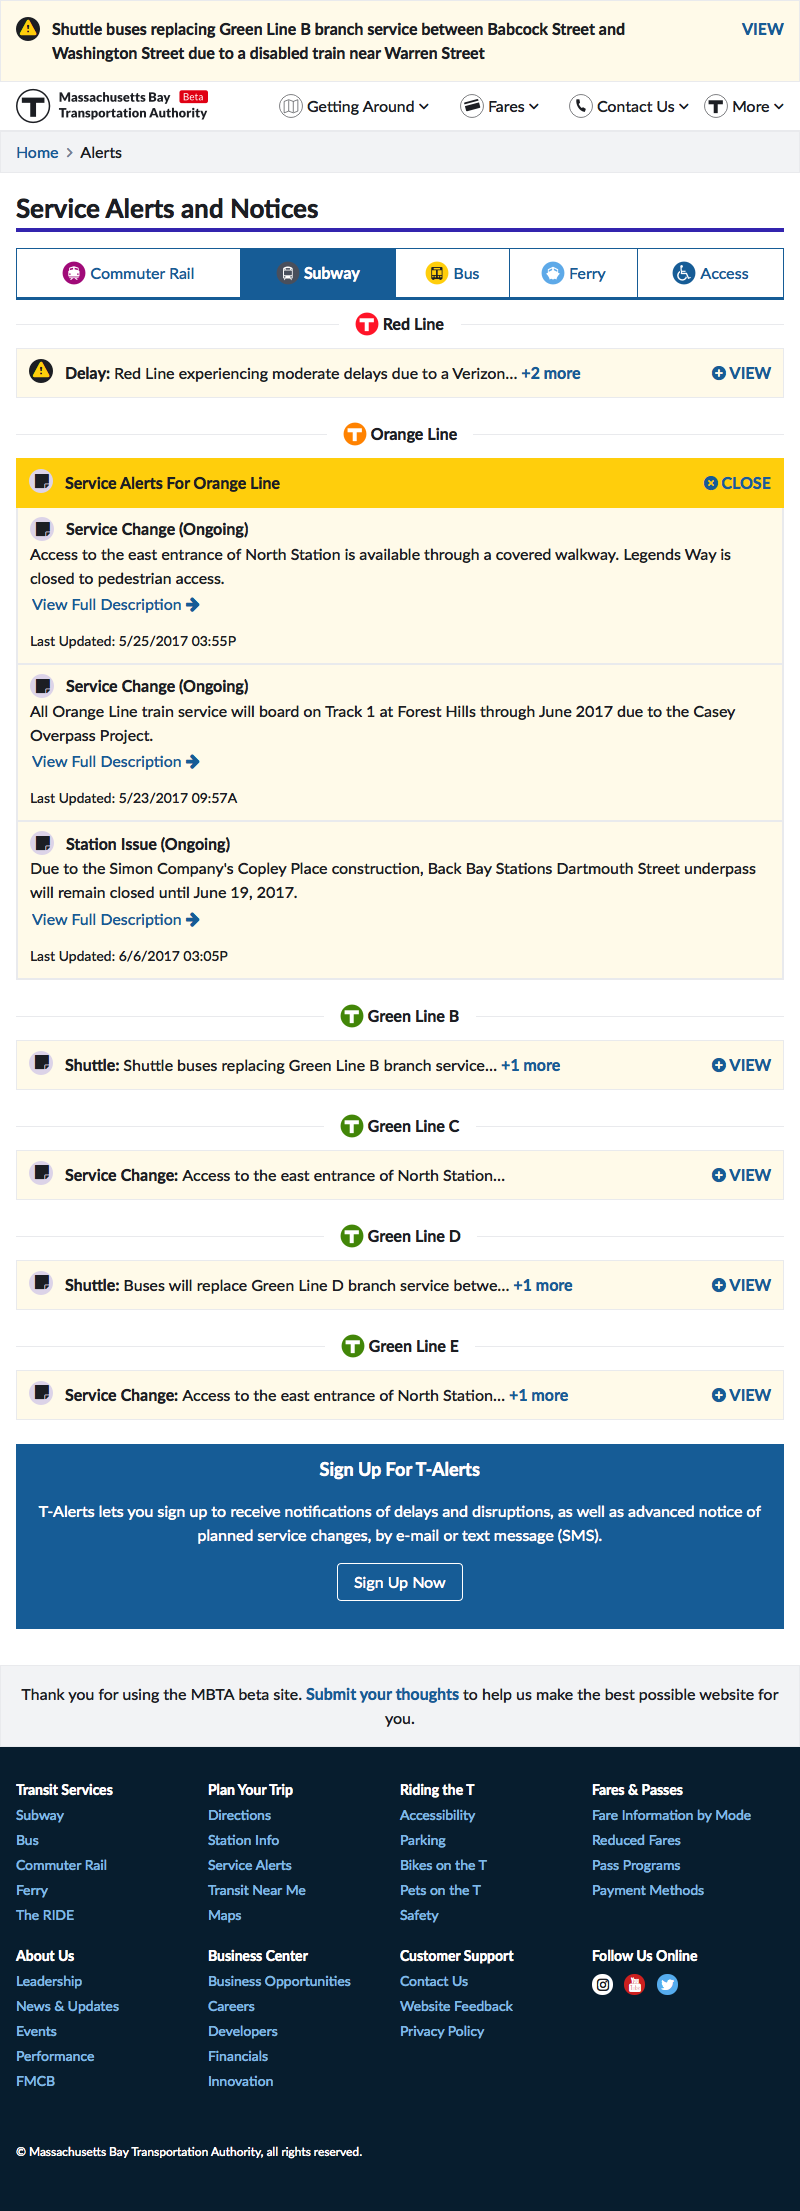 Shuttle buses replacing Green Line B branch service between Babcock Street and
Washington Street due to a disabled train near Warren Street
VIEW
Massachusetts Bay Beta
Transportation Authority
Getting Around
Fares
Contact Us
More
Home > Alerts
Service Alerts and Notices
Commuter Rail
Subway
Bus
Ferry
Access
Red Line
Delay: Red Line experiencing moderate delays due to a Verizon... +2 more
VIEW
Orange Line
Service Alerts For Orange Line
CLOSE
Service Change (Ongoing)
Access to the east entrance of North Station is available through a covered walkway. Legends Way is
closed to pedestrian access.
View Full Description
Last Updated: 5/25/2017 03:55P
Service Change (Ongoing)
All Orange Line train service will board on Track 1 at Forest Hills through June 2017 due to the Casey
Overpass Project.
View Full Description
Last Updated: 5/23/2017 09:57A
Station Issue (Ongoing)
Due to the Simon Company's Copley Place construction, Back Bay Stations Dartmouth Street underpass
will remain closed until June 19, 2017.
View Full Description
Last Updated: 6/6/2017 03:05P
Green Line B
Shuttle: Shuttle buses replacing Green Line B branch service... +1 more
VIEW
Green Line C
Service Change: Access to the east entrance of North Station...
VIEW
Green Line D
Shuttle: Buses will replace Green Line D branch service betwe... +1 more
VIEW
Green Line E
Service Change: Access to the east entrance of North Station... +1 more
VIEW
Sign Up For T-Alerts
T-Alerts lets you sign up to receive notifications of delays and disruptions, as well as advanced notice of
planned service changes, by e-mail or text message (SMS).
Sign Up Now
Thank you for using the MBTA beta site. Submit your thoughts to help us make the best possible website for
you.
Transit Services
Subway
Bus
Commuter Rail
Ferry
The RIDE
Plan Your Trip
Directions
Station Info
Service Alerts
Transit Near Me
Maps
Riding the T
Accessibility
Parking
Bikes on the T
Pets on the T
Safety
Fares & Passes
Fare Information by Mode
Reduced Fares
Pass Programs
Payment Methods
About Us
Leadership
News & Updates
Events
Performance
FMCB
Business Center
Business Opportunities
Careers
Developers
Financials
Innovation
Customer Support
Contact Us
Website Feedback
Privacy Policy
Follow Us Online
© Massachusetts Bay Transportation Authority, all rights reserved.